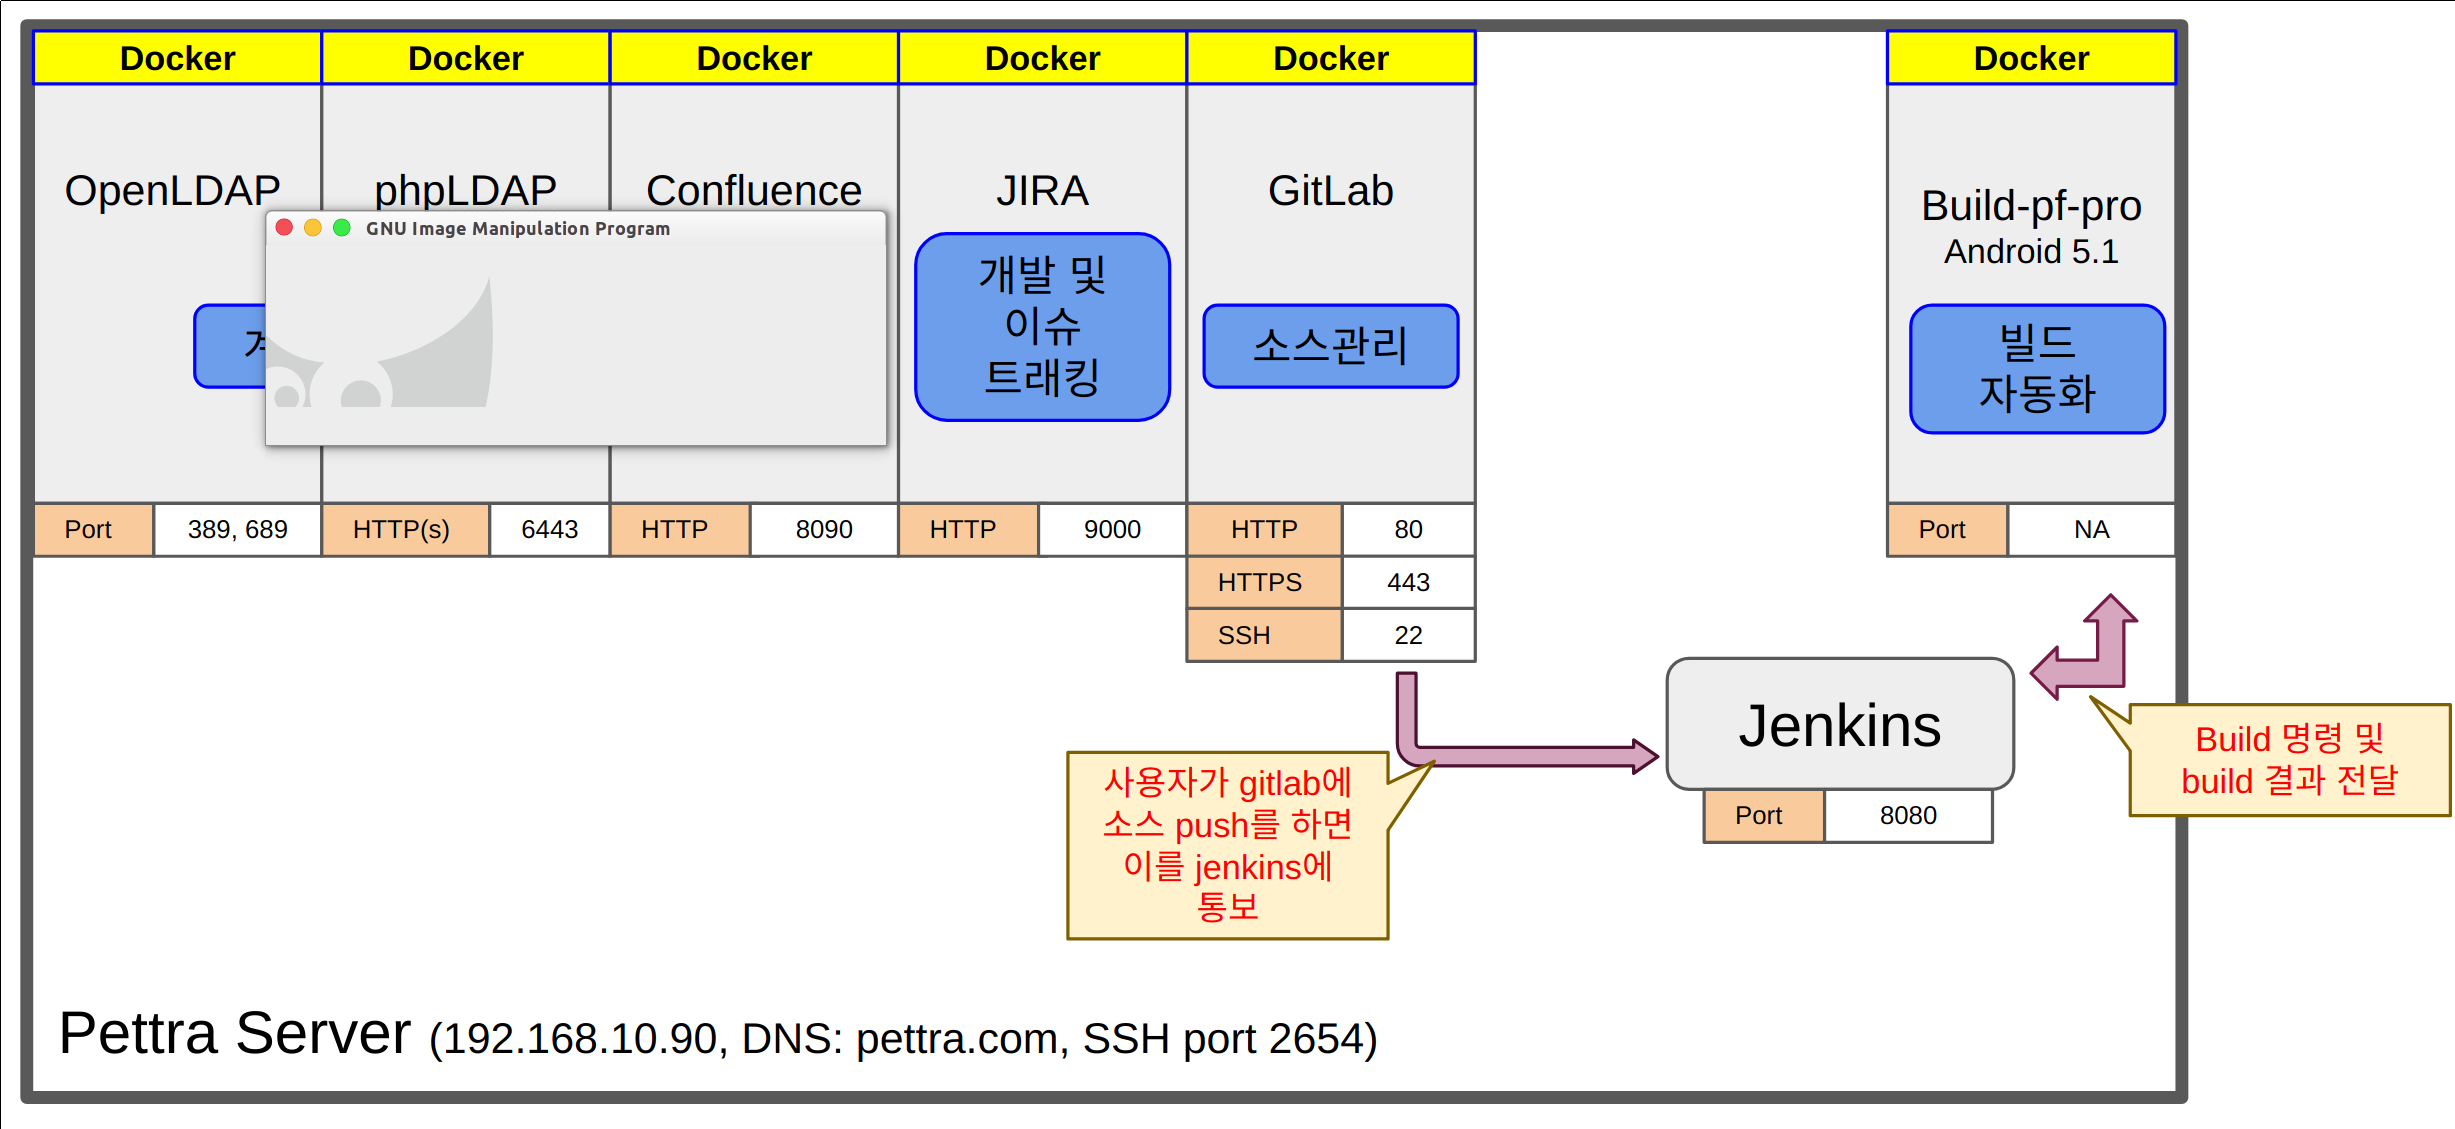 Docker
Docker
Docker
Docker
Docker
Docker
OpenLDAP
phpLDAP
Confluence
JIRA
GitLab
Build-pf-pro
Android 5.1
GNU Image Manipulation Program
개발 및
이슈
트래킹
소스관리
빌드
자동화
Port 389, 689
HTTP(s) 6443
HTTP 8090
HTTP 9000
HTTP 80
HTTPS 443
SSH 22
Port NA
Jenkins
Port 8080
사용자가 gitlab에
소스 push를 하면
이를 jenkins에
통보
Build 명령 및
build 결과 전달
Pettra Server (192.168.10.90, DNS: pettra.com, SSH port 2654)